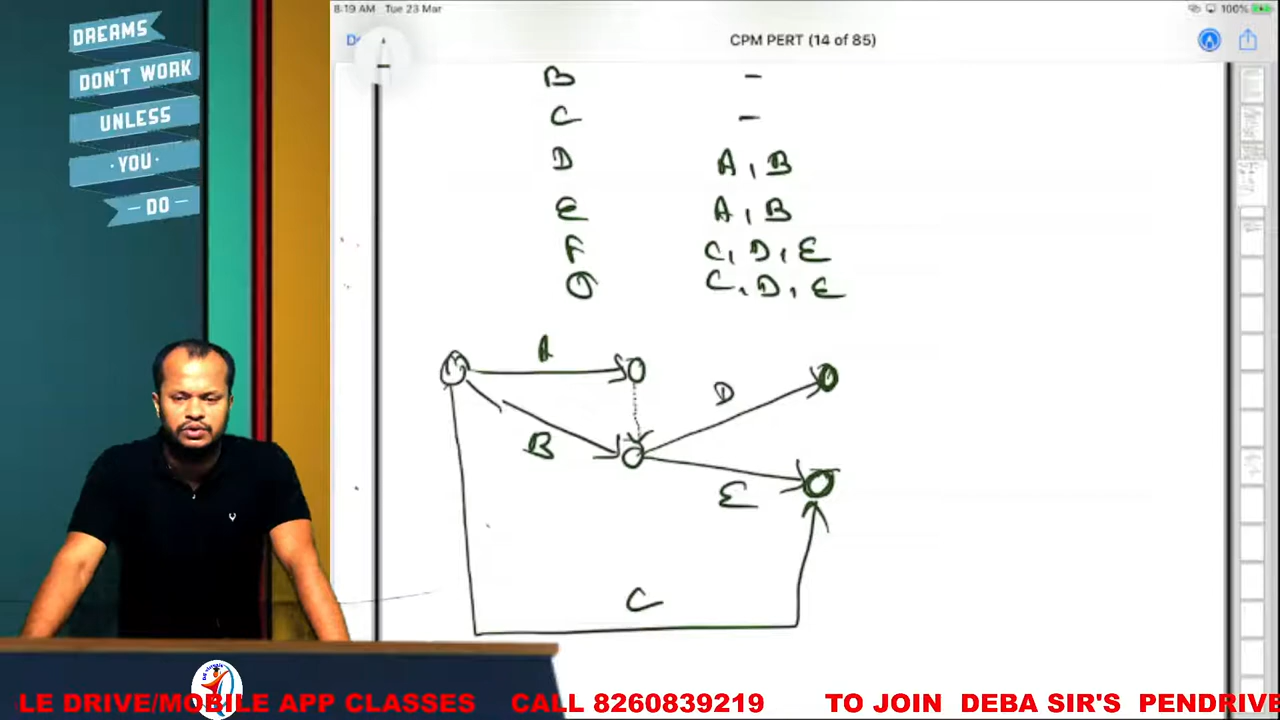 8:19 AM Tue 23 Mar
100%
CPM PERT (14 of 85)
DREAMS
DON'T WORK
UNLESS
·YOU·
– DO –
B -
C -
D A, B
E A, B
F C, D, E
G C, D, E
A
D
B
E
C
LE DRIVE/MOBILE APP CLASSES CALL 8260839219 TO JOIN DEBA SIR'S PENDRIVE